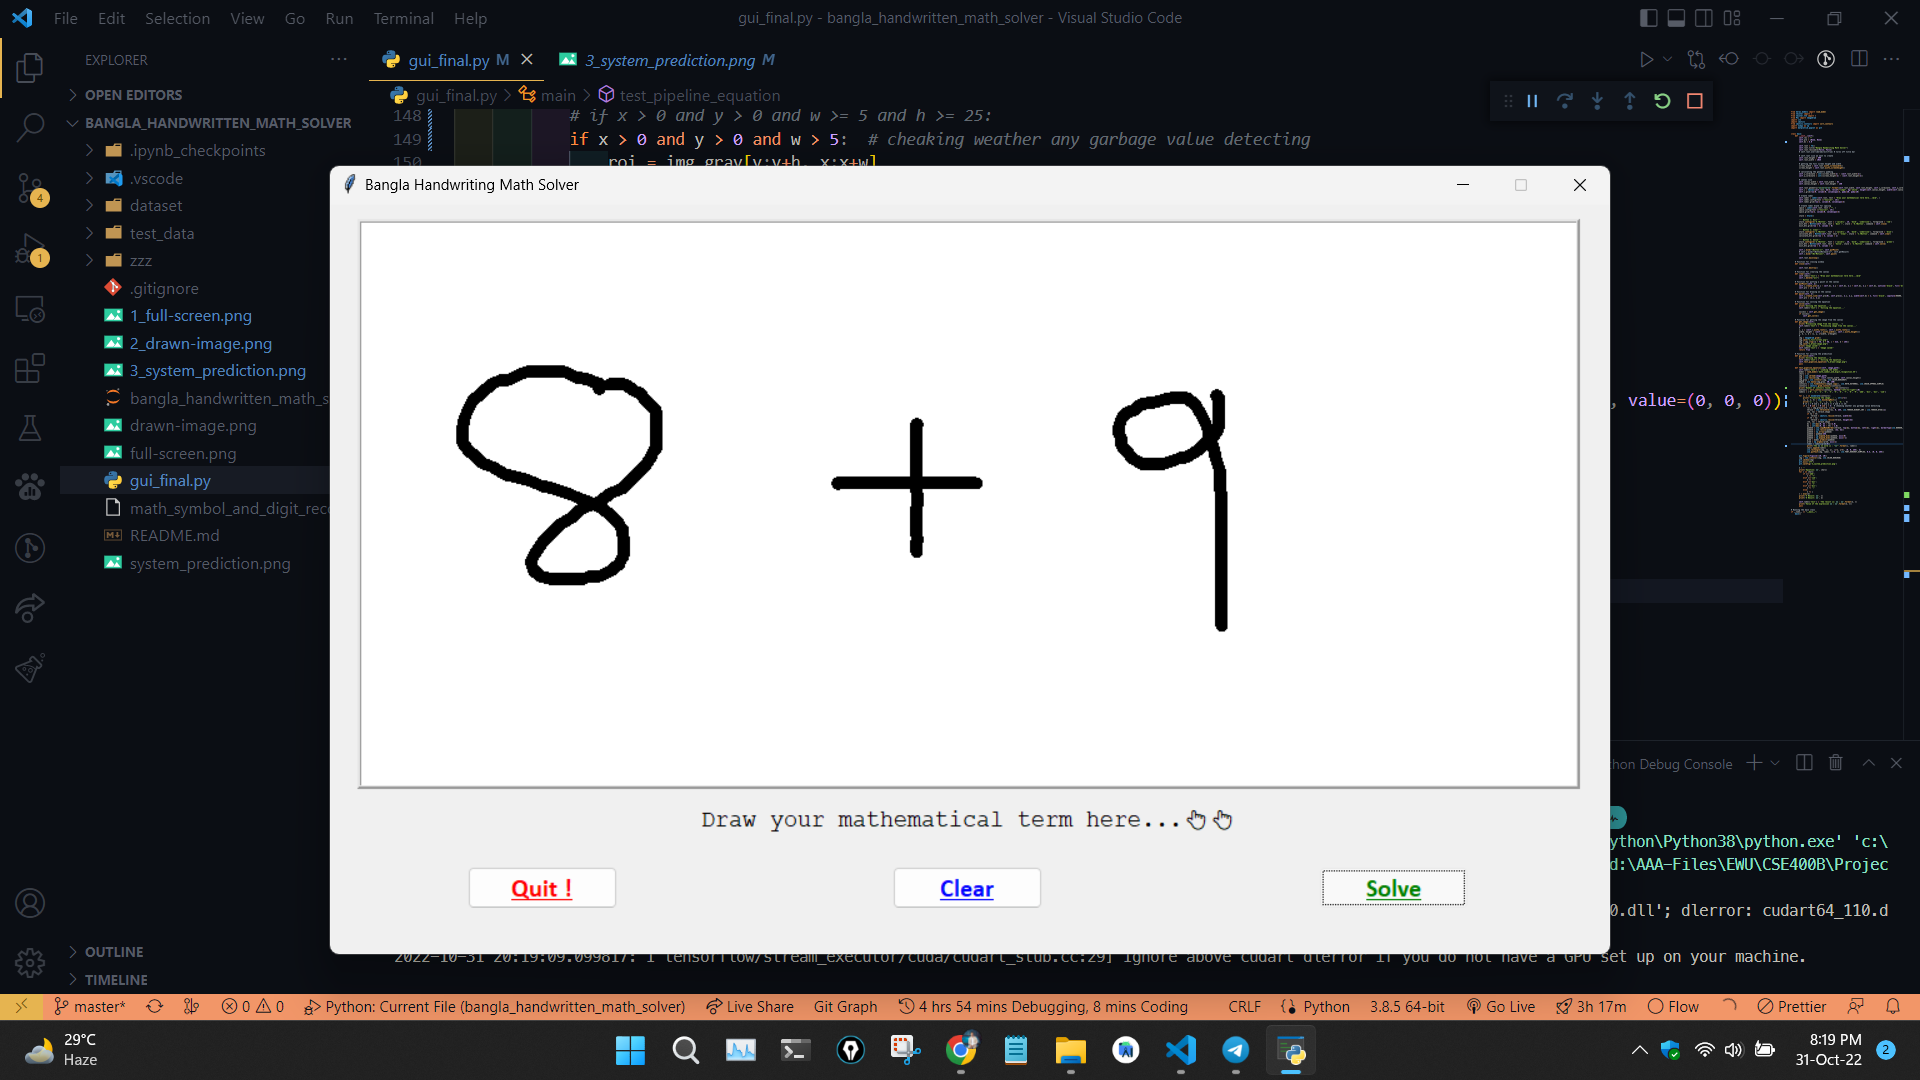 File Edit Selection View Go Run Terminal Help
gui_final.py - bangla_handwritten_math_solver - Visual Studio Code
EXPLORER
gui_final.py M
3_system_prediction.png M
OPEN EDITORS
gui_final.py > main > test_pipeline_equation
BANGLA_HANDWRITTEN_MATH_SOLVER
148 # if x > 0 and y > 0 and w >= 5 and h >= 25:
149 if x > 0 and y > 0 and w > 5: # cheaking weather any garbage value detecting
150 roi = img_gray[y:y+h, x:x+w]
.ipynb_checkpoints
.vscode
dataset
test_data
zzz
.gitignore
1_full-screen.png
2_drawn-image.png
3_system_prediction.png
bangla_handwritten_math_s
drawn-image.png
full-screen.png
gui_final.py
math_symbol_and_digit_rec
README.md
system_prediction.png
4
1
Bangla Handwriting Math Solver
৪ + ৭
Draw your mathematical term here...
Quit ! Clear Solve
, value=(0, 0, 0))
hon Debug Console
ython\Python38\python.exe' 'c:\
d:\AAA-Files\EWU\CSE400B\Projec
0.dll'; dlerror: cudart64_110.d
2022-10-31 20:19:09.099817: I tensorflow/stream_executor/cuda/cudart_stub.cc:29] Ignore above cudart dlerror if you do not have a GPU set up on your machine.
OUTLINE
TIMELINE
master* 0 0 Python: Current File (bangla_handwritten_math_solver) Live Share Git Graph 4 hrs 54 mins Debugging, 8 mins Coding CRLF Python 3.8.5 64-bit Go Live 3h 17m Flow Prettier
29°C
Haze
8:19 PM
31-Oct-22
2